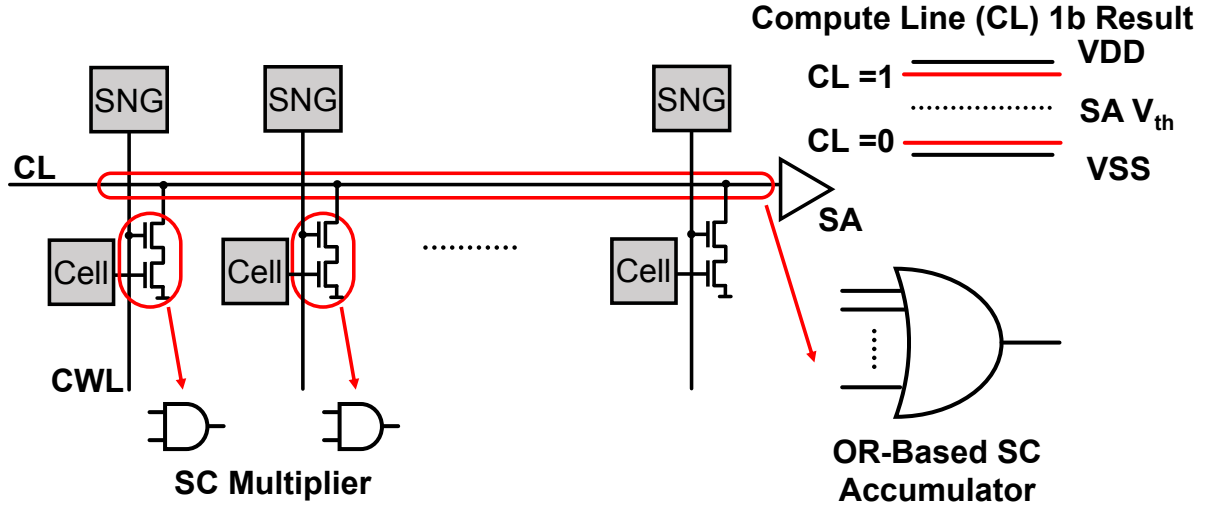 Compute Line (CL) 1b Result
VDD
CL =1
SA Vth
CL =0
VSS
SNG
SNG
SNG
CL
SA
Cell
Cell
Cell
CWL
SC Multiplier
OR-Based SC
Accumulator